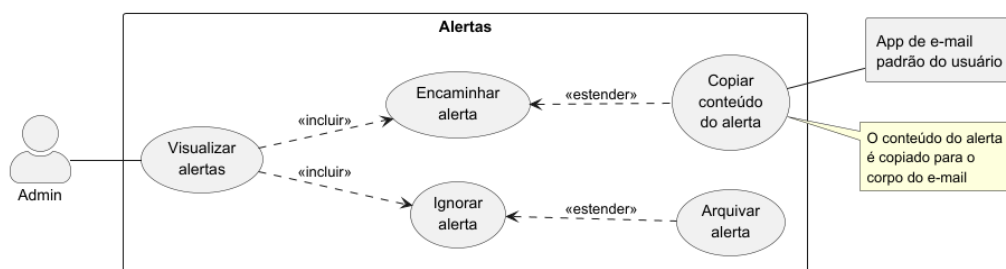 Alertas
App de e-mail
padrão do usuário
Encaminhar
alerta
«estender»
Copiar
conteúdo
do alerta
«incluir»
Visualizar
alertas
Admin
O conteúdo do alerta
é copiado para o
corpo do e-mail
«incluir»
Ignorar
alerta
«estender»
Arquivar
alerta